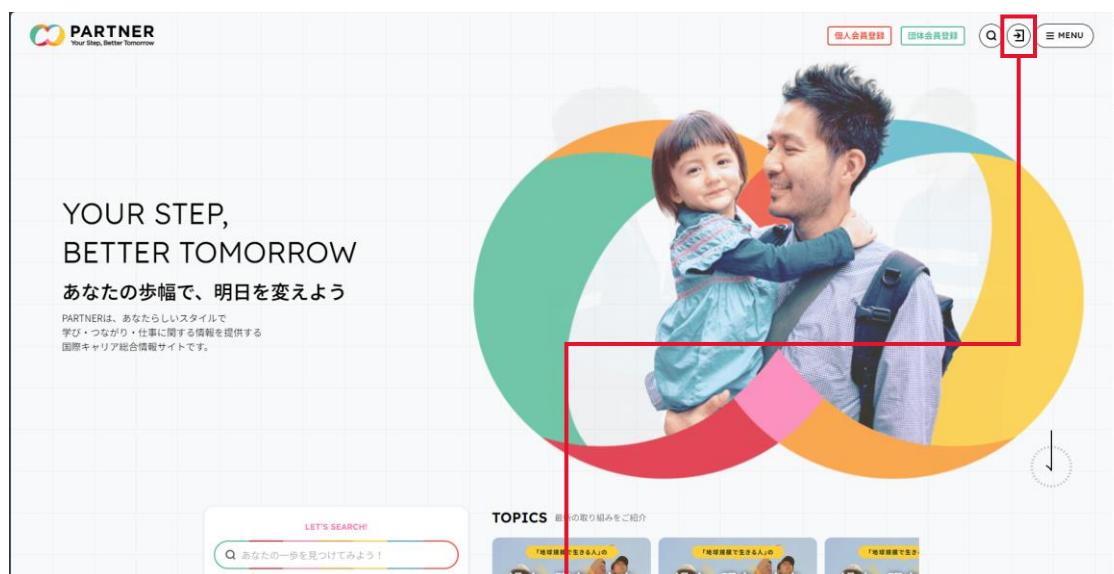 PARTNER
Your Step, Better Tomorrow
個人会員登録
団体会員登録
MENU
YOUR STEP,
BETTER TOMORROW
あなたの歩幅で、明日を変えよう
PARTNERは、あなたらしいスタイルで
学び・つながり・仕事に関する情報を提供する
国際キャリア総合情報サイトです。
LET'S SEARCH!
あなたの一歩を見つけてみよう！
TOPICS
の取り組みをご紹介
「地球規模で生きる人」の
「地球規模で生きる人」の
「地球規模で生き